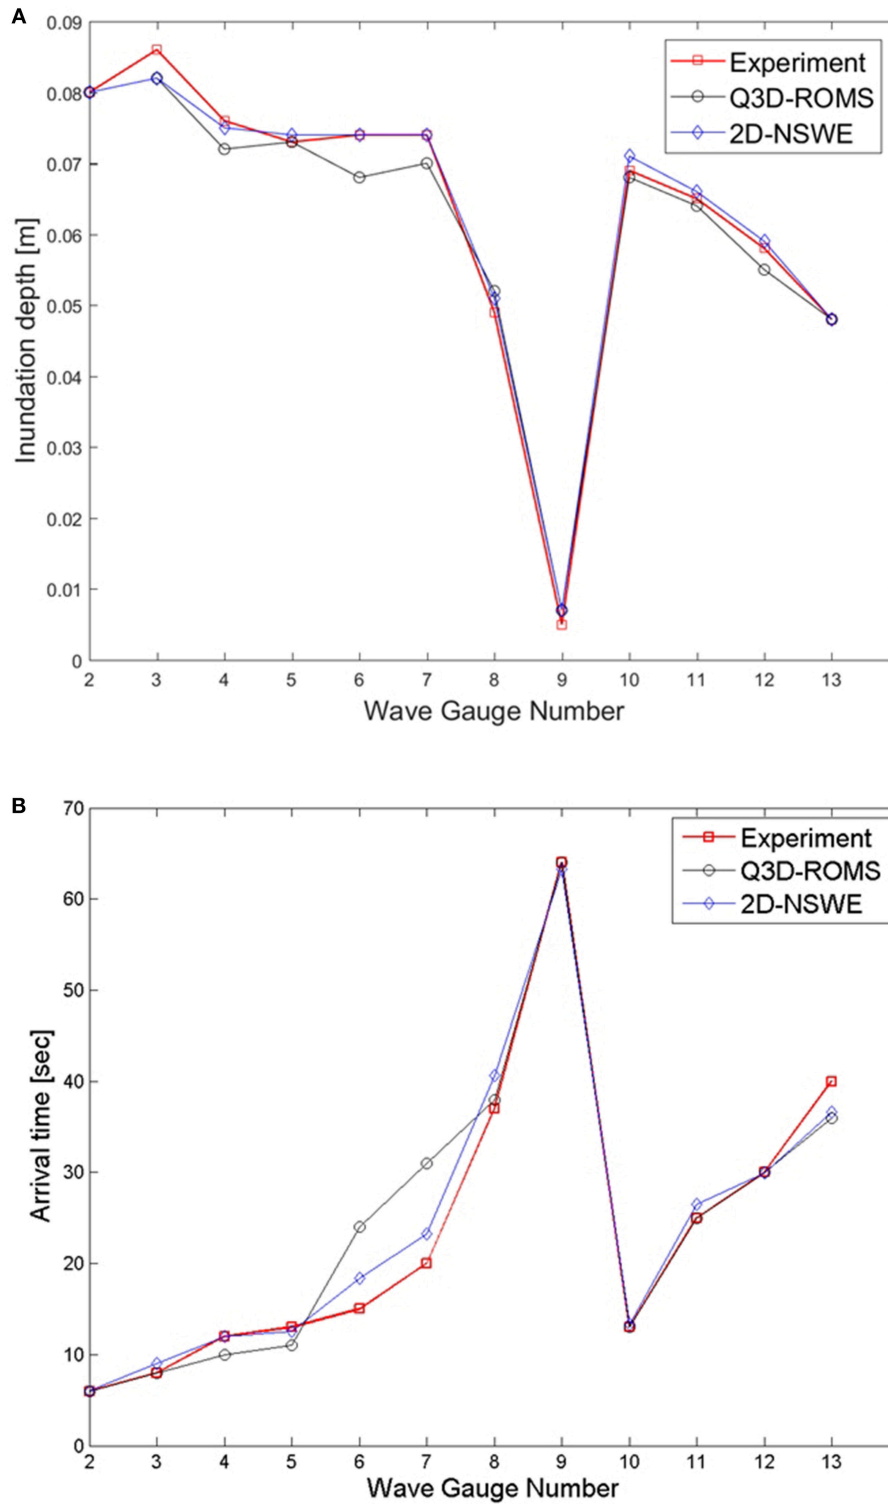 A
0.09
0.08
0.07
0.06
0.05
0.04
0.03
0.02
0.01
0
Inundation depth [m]
Experiment
Q3D-ROMS
2D-NSWE
2 3 4 5 6 7 8 9 10 11 12 13
Wave Gauge Number
B
70
60
50
40
30
20
10
0
Arrival time [sec]
Experiment
Q3D-ROMS
2D-NSWE
2 3 4 5 6 7 8 9 10 11 12 13
Wave Gauge Number